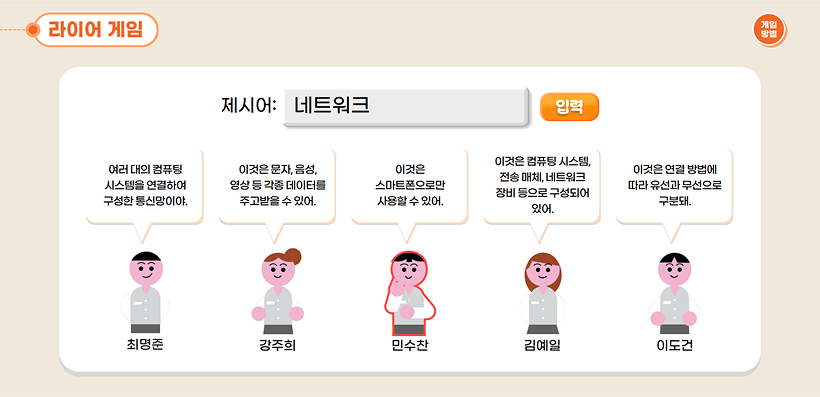 라이어 게임
게임
방법
제시어: 네트워크 입력
여러 대의 컴퓨팅
시스템을 연결하여
구성한 통신망이야.
이것은 문자, 음성,
영상 등 각종 데이터를
주고받을 수 있어.
이것은
스마트폰으로만
사용할 수 있어.
이것은 컴퓨팅 시스템,
전송 매체, 네트워크
장비 등으로 구성되어
있어.
이것은 연결 방법에
따라 유선과 무선으로
구분돼.
최명준
강주희
민수찬
김예일
이도건